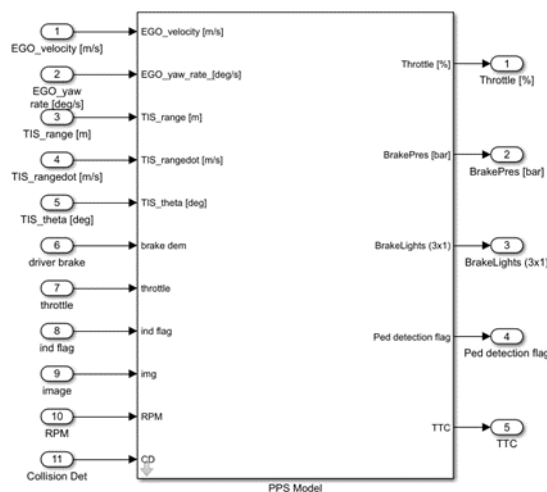 1
EGO_velocity [m/s]
EGO_velocity [m/s]
2
EGO_yaw
rate [deg/s]
EGO_yaw_rate_[deg/s]
3
TIS_range [m]
TIS_range [m]
4
TIS_rangedot [m/s]
TIS_rangedot [m/s]
5
TIS_theta [deg]
TIS_theta [deg]
6
driver brake
brake dem
7
throttle
throttle
8
ind flag
ind flag
9
image
img
10
RPM
RPM
11
Collision Det
CD
Throttle [%]
1
Throttle [%]
BrakePres [bar]
2
BrakePres [bar]
BrakeLights (3x1)
3
BrakeLights (3x1)
Ped detection flag
4
Ped detection flag
TTC
5
TTC
PPS Model